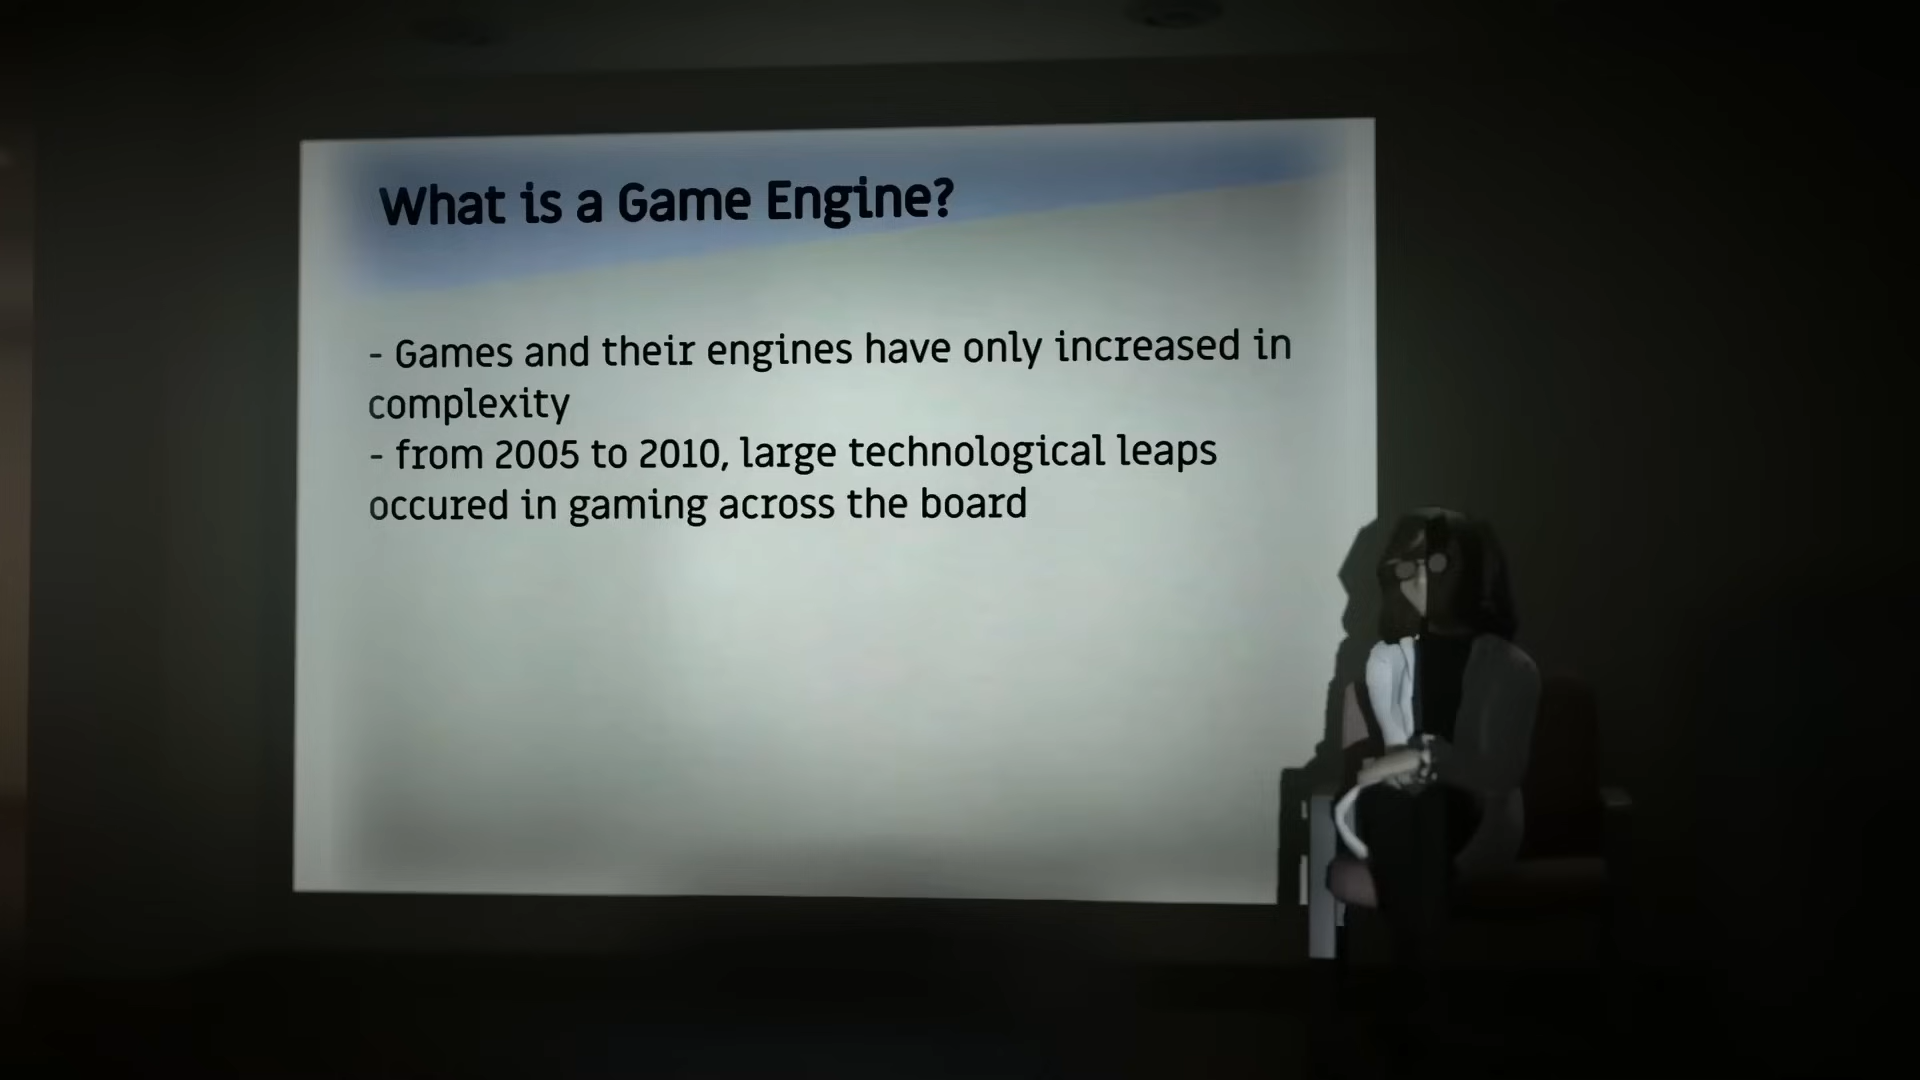 What is a Game Engine?
- Games and their engines have only increased in
complexity
- from 2005 to 2010, large technological leaps
occured in gaming across the board